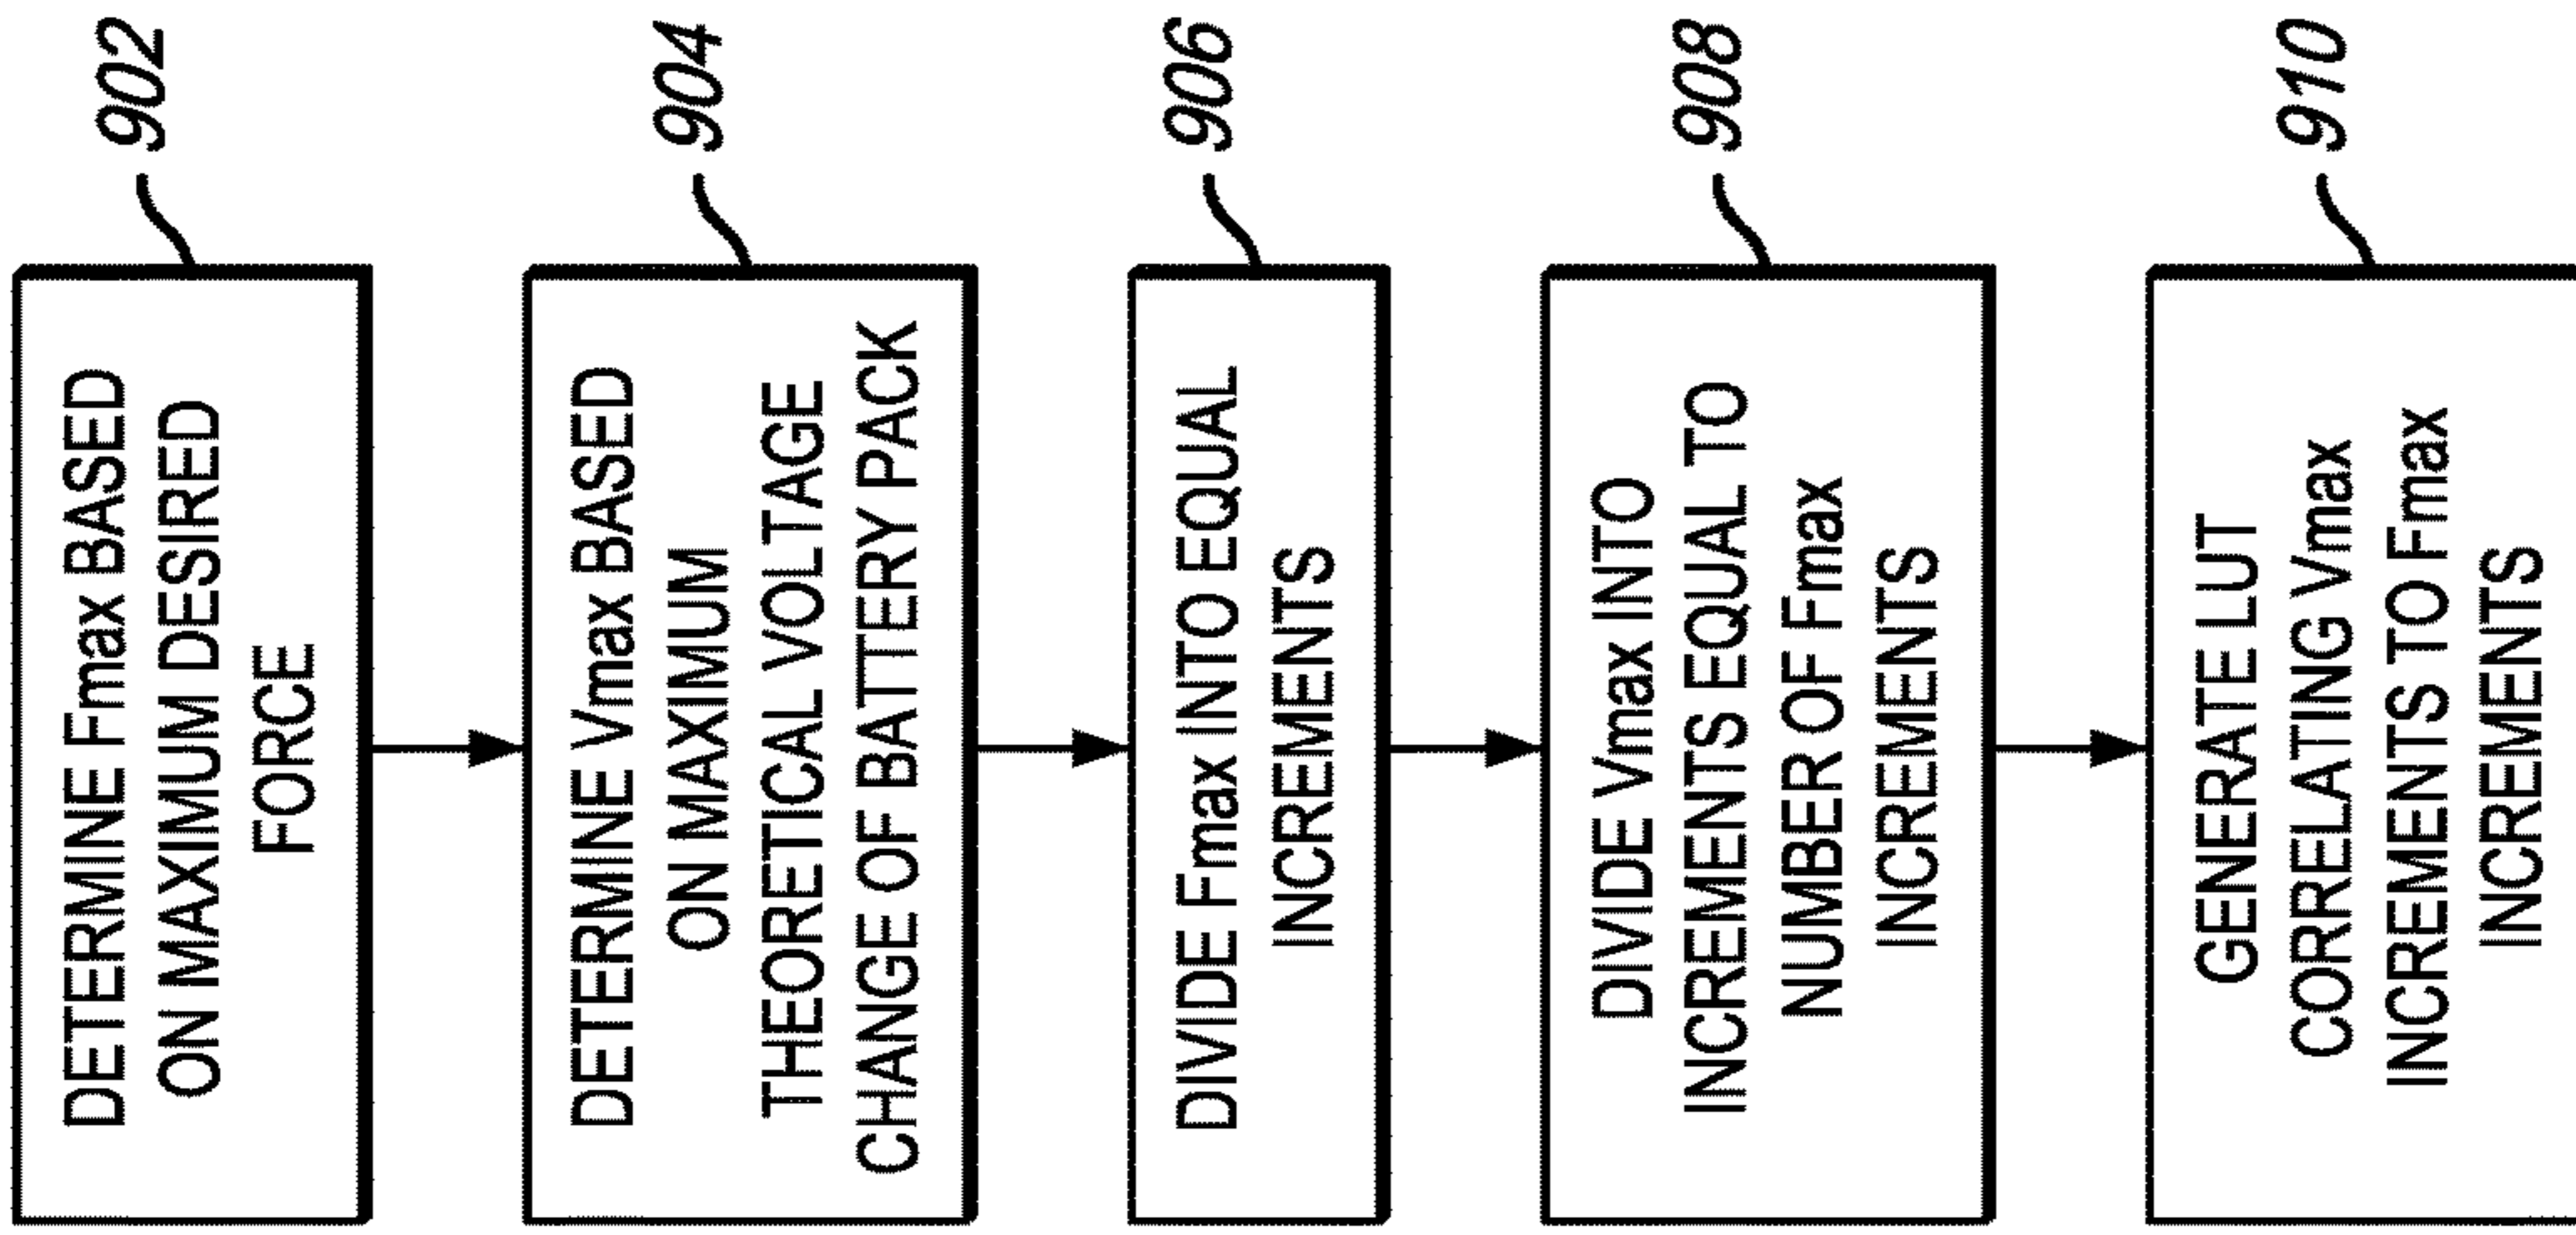 DETERMINE Fmax BASED
ON MAXIMUM DESIRED
FORCE
902
DETERMINE Vmax BASED
ON MAXIMUM
THEORETICAL VOLTAGE
CHANGE OF BATTERY PACK
904
DIVIDE Fmax INTO EQUAL
INCREMENTS
906
DIVIDE Vmax INTO
INCREMENTS EQUAL TO
NUMBER OF Fmax
INCREMENTS
908
GENERATE LUT
CORRELATING Vmax
INCREMENTS TO Fmax
INCREMENTS
910